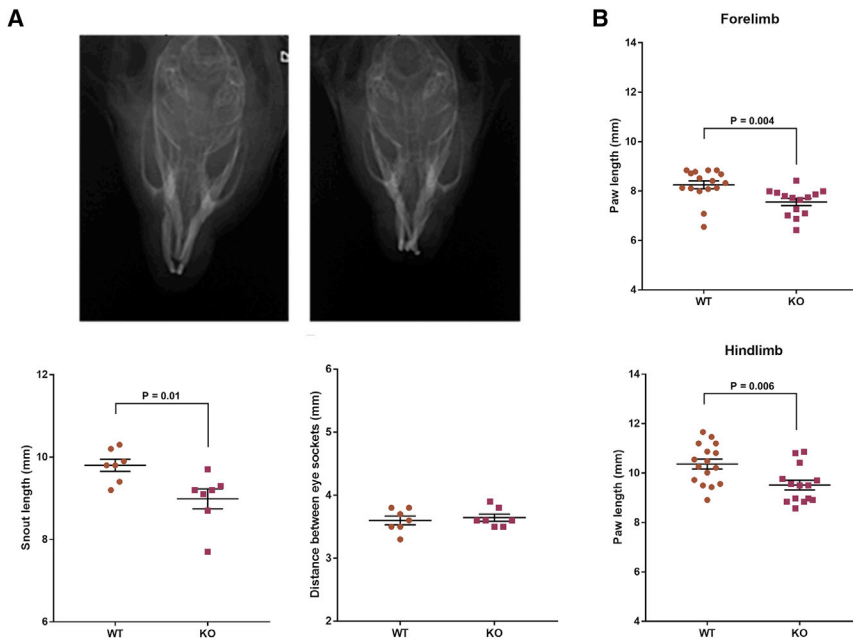 A
B
Forelimb
14
12
10
8
6
4
Paw length (mm)
P = 0.004
WT
KO
12
10
8
6
Snout length (mm)
P = 0.01
WT
KO
6
5
4
3
2
Distance between eye sockets (mm)
WT
KO
Hindlimb
14
12
10
8
6
4
Paw length (mm)
P = 0.006
WT
KO